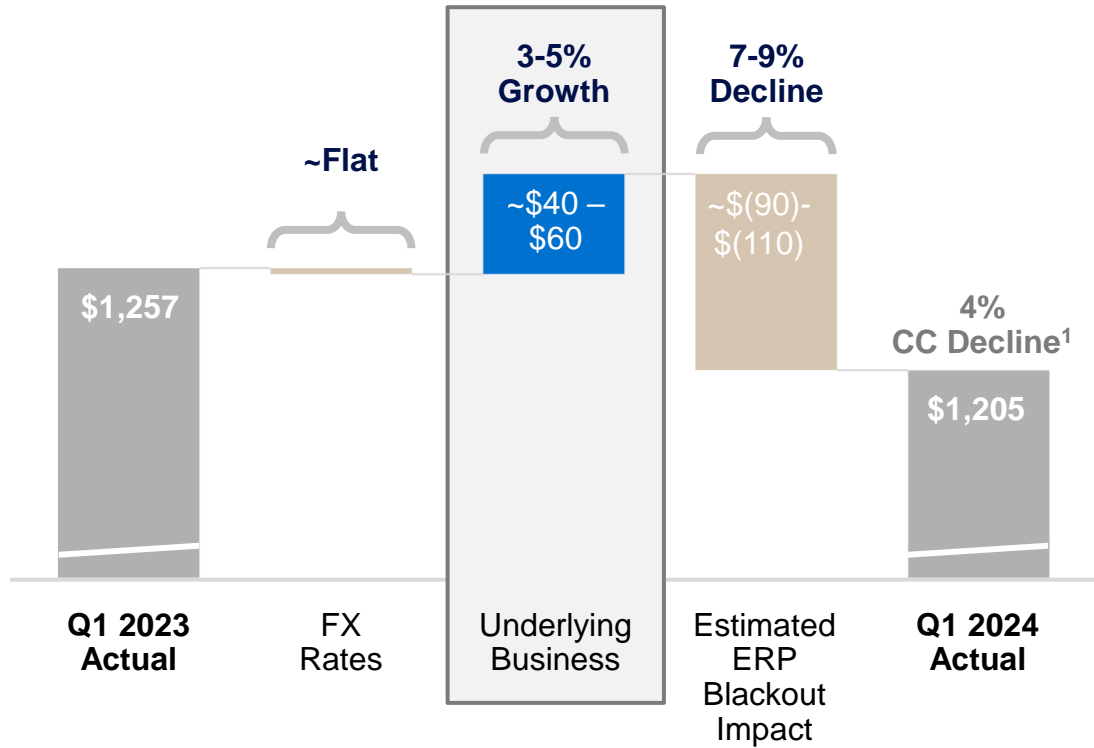 3-5%
Growth
7-9%
Decline
~Flat
~$40 –
$60
~$(90)-
$(110)
$1,257
4%
CC Decline¹
$1,205
Q1 2023
Actual
FX
Rates
Underlying
Business
Estimated
ERP
Blackout
Impact
Q1 2024
Actual